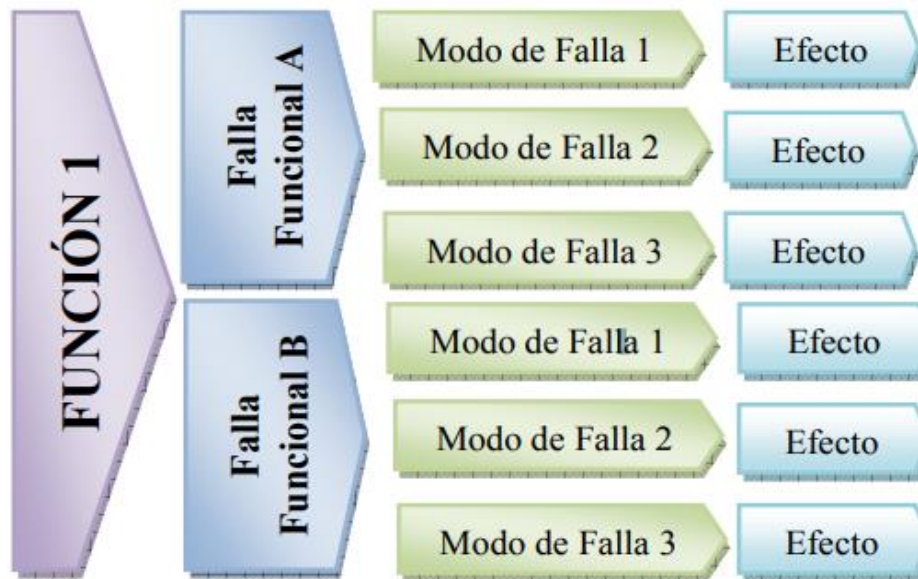 FUNCIÓN 1
Falla
Funcional A
Modo de Falla 1
Efecto
Modo de Falla 2
Efecto
Modo de Falla 3
Efecto
Falla
Funcional B
Modo de Falla 1
Efecto
Modo de Falla 2
Efecto
Modo de Falla 3
Efecto